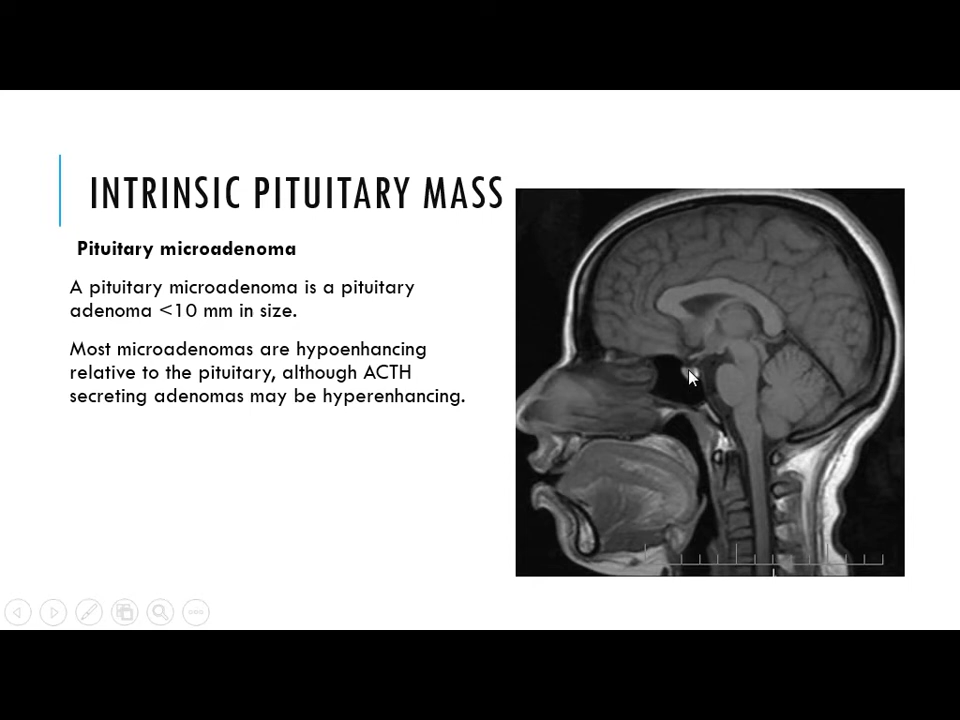 INTRINSIC PITUITARY MASS
Pituitary microadenoma
A pituitary microadenoma is a pituitary
adenoma <10 mm in size.
Most microadenomas are hypoenhancing
relative to the pituitary, although ACTH
secreting adenomas may be hyperenhancing.